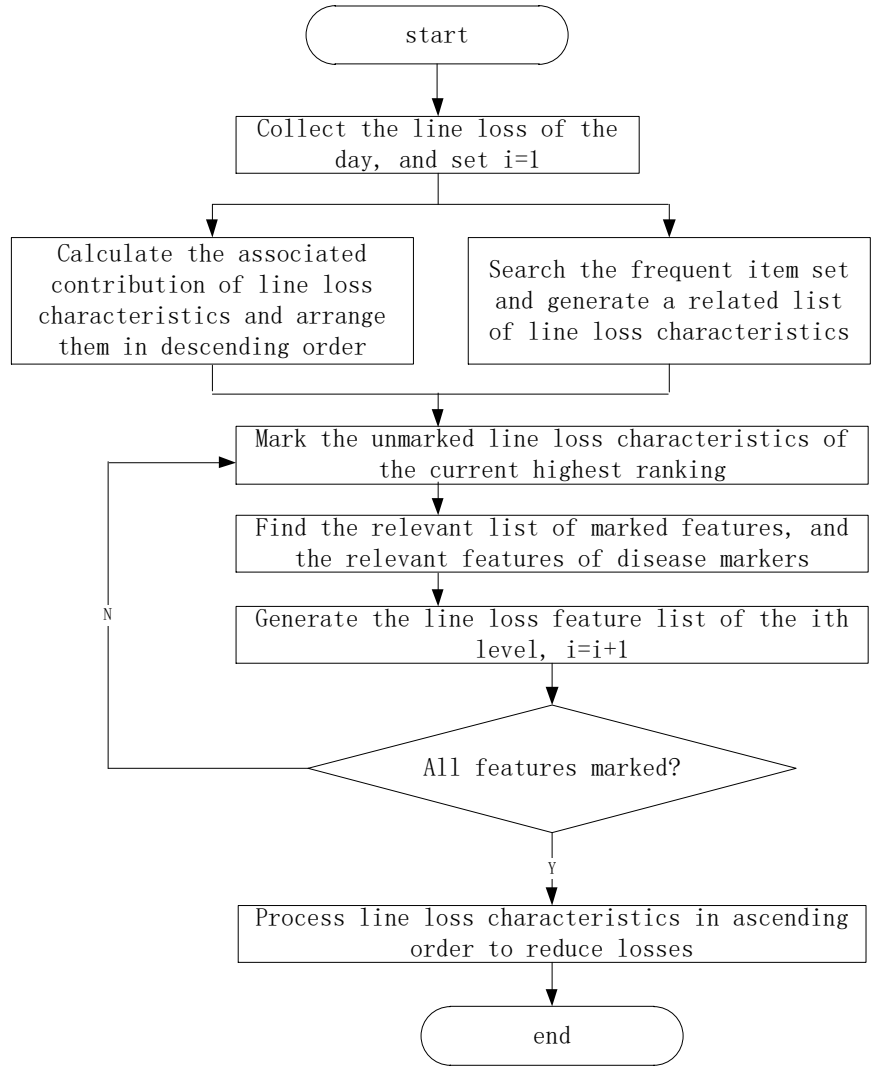 start
Collect the line loss of the
day, and set i=1
Calculate the associated
contribution of line loss
characteristics and arrange
them in descending order
Search the frequent item set
and generate a related list
of line loss characteristics
Mark the unmarked line loss characteristics of
the current highest ranking
Find the relevant list of marked features, and
the relevant features of disease markers
N
Generate the line loss feature list of the ith
level, i=i+1
All features marked?
Y
Process line loss characteristics in ascending
order to reduce losses
end